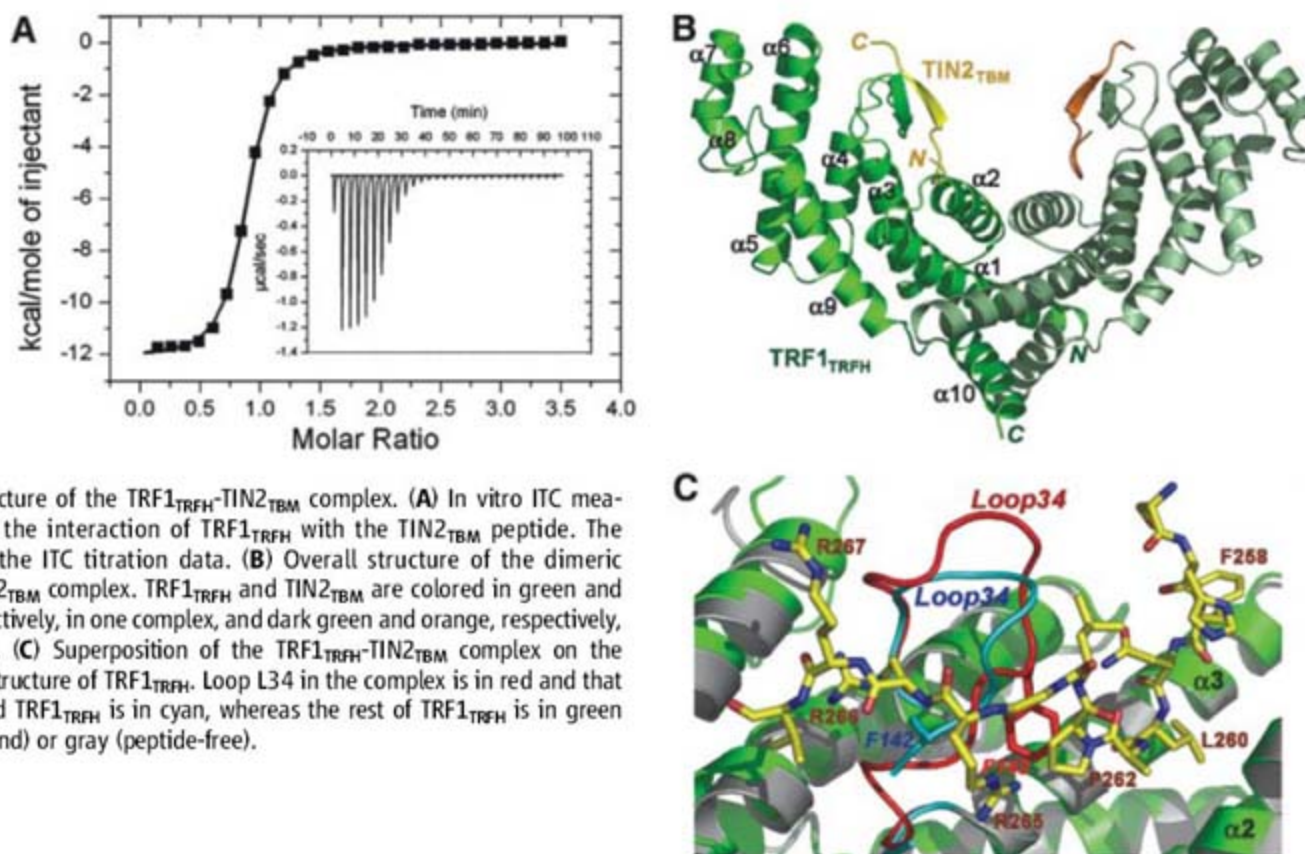 A
kcal/mole of injectant
0
-2
-4
-6
-8
-10
-12
0.0 0.5 1.0 1.5 2.0 2.5 3.0 3.5 4.0
Molar Ratio
Time (min)
-10 0 10 20 30 40 50 60 70 80 90 100 110
µcal/sec
0.2
0.0
-0.2
-0.4
-0.6
-0.8
-1.0
-1.2
-1.4
B
α7
α6
C
TIN2TBM
α8
α4
N
α3
α2
α5
α1
α9
TRF1TRFH
N
α10
C
cture of the TRF1TRFH-TIN2TBM complex. (A) In vitro ITC mea-
the interaction of TRF1TRFH with the TIN2TBM peptide. The
the ITC titration data. (B) Overall structure of the dimeric
2TBM complex. TRF1TRFH and TIN2TBM are colored in green and
ctively, in one complex, and dark green and orange, respectively,
(C) Superposition of the TRF1TRFH-TIN2TBM complex on the
tructure of TRF1TRFH. Loop L34 in the complex is in red and that
d TRF1TRFH is in cyan, whereas the rest of TRF1TRFH is in green
nd) or gray (peptide-free).
C
Loop34
R267
F258
Loop34
α3
R266
F142
L260
P262
R265
α2